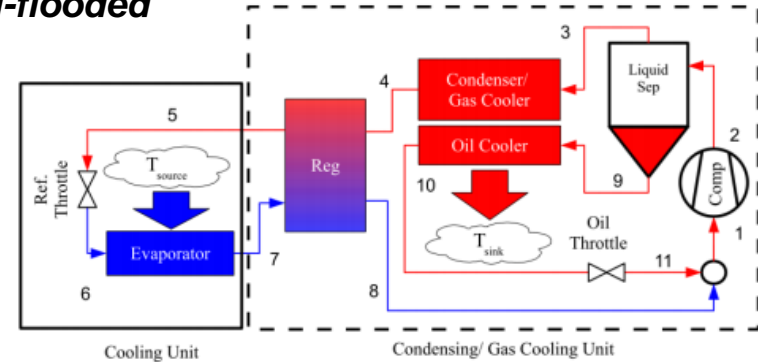 -flooded
3
4
Condenser/
Gas Cooler
Liquid
Sep
5
2
Oil Cooler
Reg
T
source
Ref.
Throttle
Comp
10
9
Evaporator
7
T
sink
Oil
Throttle
1
11
6
8
Cooling Unit
Condensing/ Gas Cooling Unit